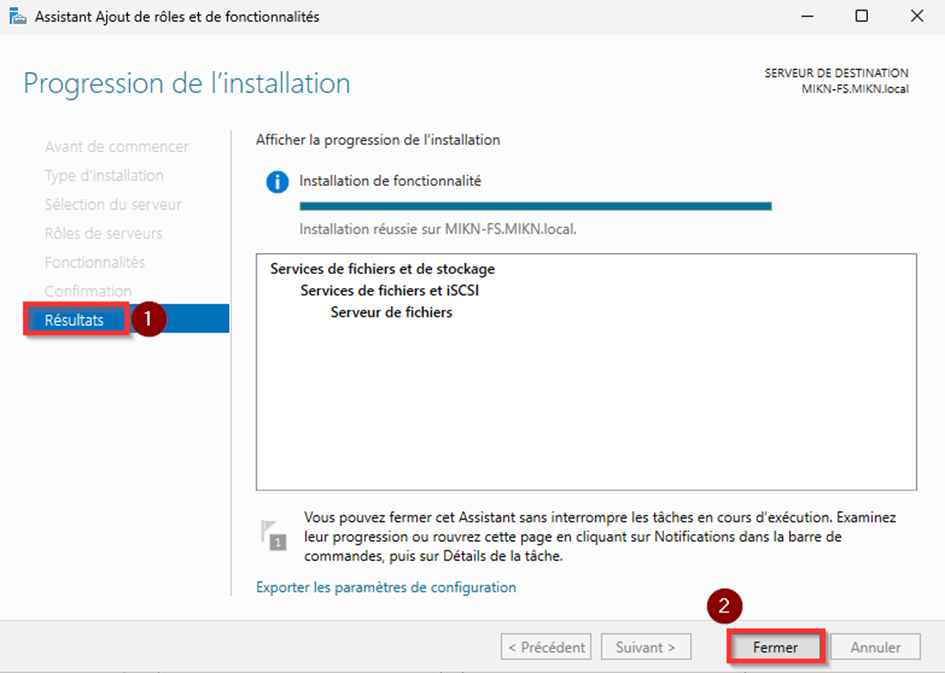 Assistant Ajout de rôles et de fonctionnalités
Progression de l'installation
SERVEUR DE DESTINATION
MIKN-FS.MIKN.local
Avant de commencer
Type d'installation
Sélection du serveur
Rôles de serveurs
Fonctionnalités
Confirmation
Résultats
1
Afficher la progression de l'installation
Installation de fonctionnalité
Installation réussie sur MIKN-FS.MIKN.local.
Services de fichiers et de stockage
Services de fichiers et iSCSI
Serveur de fichiers
1
Vous pouvez fermer cet Assistant sans interrompre les tâches en cours d'exécution. Examinez
leur progression ou rouvrez cette page en cliquant sur Notifications dans la barre de
commandes, puis sur Détails de la tâche.
Exporter les paramètres de configuration
2
< Précédent
Suivant >
Fermer
Annuler